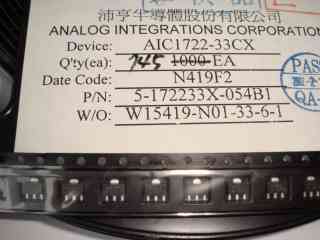 沛亨半導體股份有限公司
ANALOG INTEGRATIONS CORPORATION
Device: AIC1722-33CX
Q'ty(ea): 745 1000 EA
Date Code: N419F2
P/N: 5-172233X-054B1
W/O: W15419-N01-33-6-1
PAS
QA